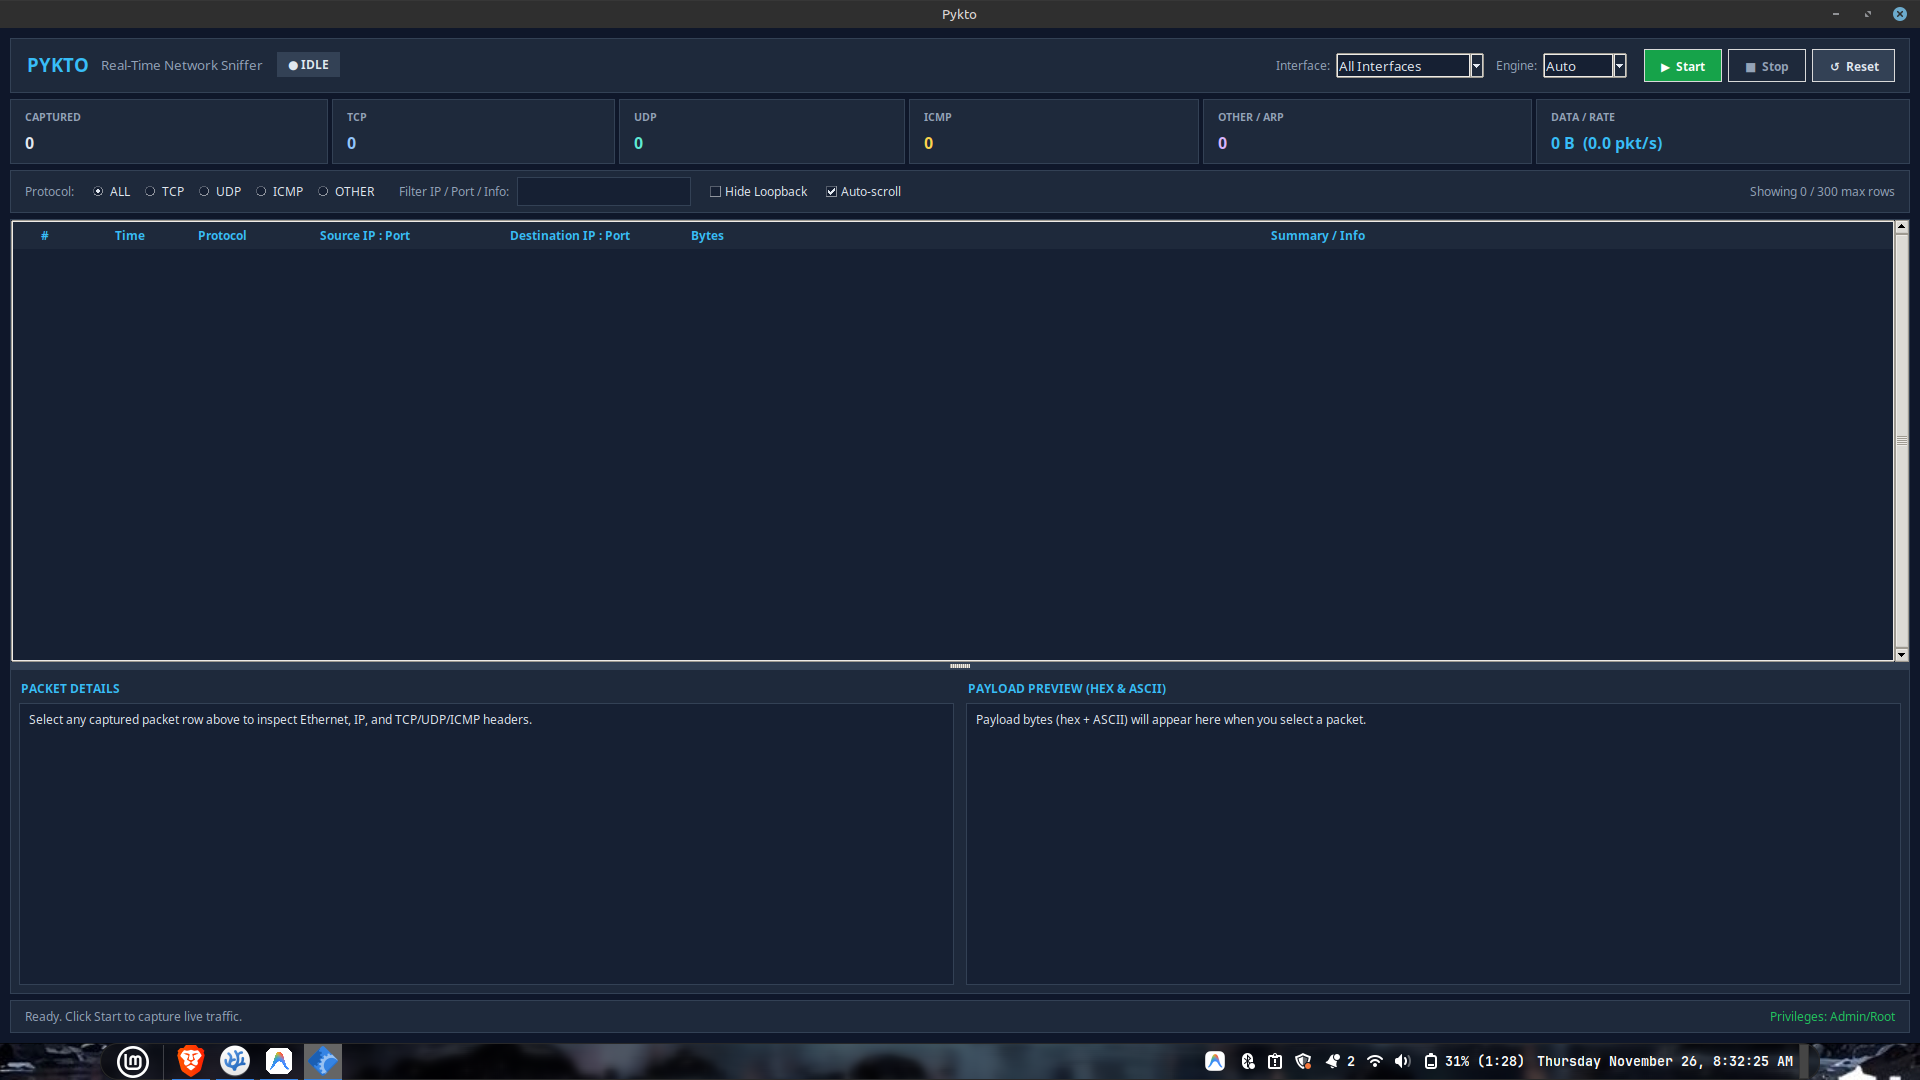 Pykto
PYKTO Real-Time Network Sniffer ● IDLE Interface: All Interfaces Engine: Auto ▶ Start ■ Stop ↺ Reset
CAPTURED TCP UDP ICMP OTHER / ARP DATA / RATE
0 0 0 0 0 0 B (0.0 pkt/s)
Protocol: ALL TCP UDP ICMP OTHER Filter IP / Port / Info: Hide Loopback Auto-scroll Showing 0 / 300 max rows
# Time Protocol Source IP : Port Destination IP : Port Bytes Summary / Info
PACKET DETAILS PAYLOAD PREVIEW (HEX & ASCII)
Select any captured packet row above to inspect Ethernet, IP, and TCP/UDP/ICMP headers. Payload bytes (hex + ASCII) will appear here when you select a packet.
Ready. Click Start to capture live traffic. Privileges: Admin/Root
lm 2 31% (1:28) Thursday November 26, 8:32:25 AM